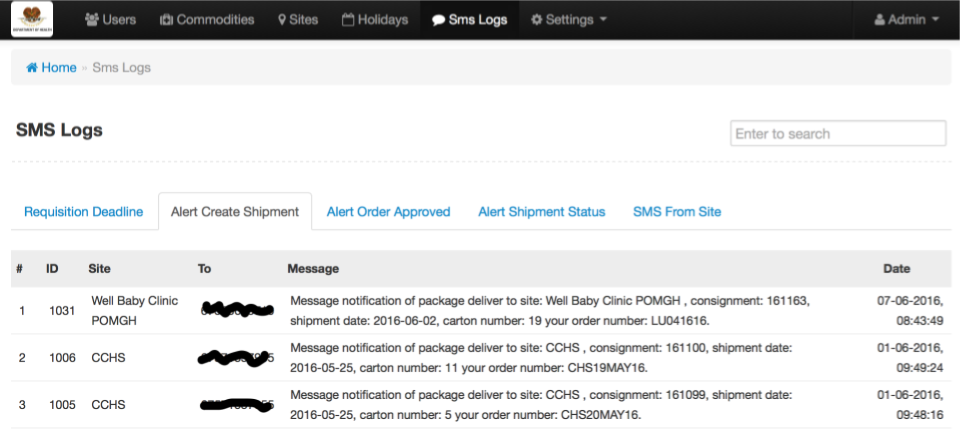 DEPARTMENT OF HEALTH
Users Commodities Sites Holidays Sms Logs Settings Admin
Home » Sms Logs
SMS Logs
Enter to search
Requisition Deadline Alert Create Shipment Alert Order Approved Alert Shipment Status SMS From Site
# ID Site To Message Date
1 1031 Well Baby Clinic Message notification of package deliver to site: Well Baby Clinic POMGH , consignment: 161163, 07-06-2016,
POMGH shipment date: 2016-06-02, carton number: 19 your order number: LU041616. 08:43:49
2 1006 CCHS Message notification of package deliver to site: CCHS , consignment: 161100, shipment date: 01-06-2016,
2016-05-25, carton number: 11 your order number: CHS19MAY16. 09:49:24
3 1005 CCHS Message notification of package deliver to site: CCHS , consignment: 161099, shipment date: 01-06-2016,
2016-05-25, carton number: 5 your order number: CHS20MAY16. 09:48:16